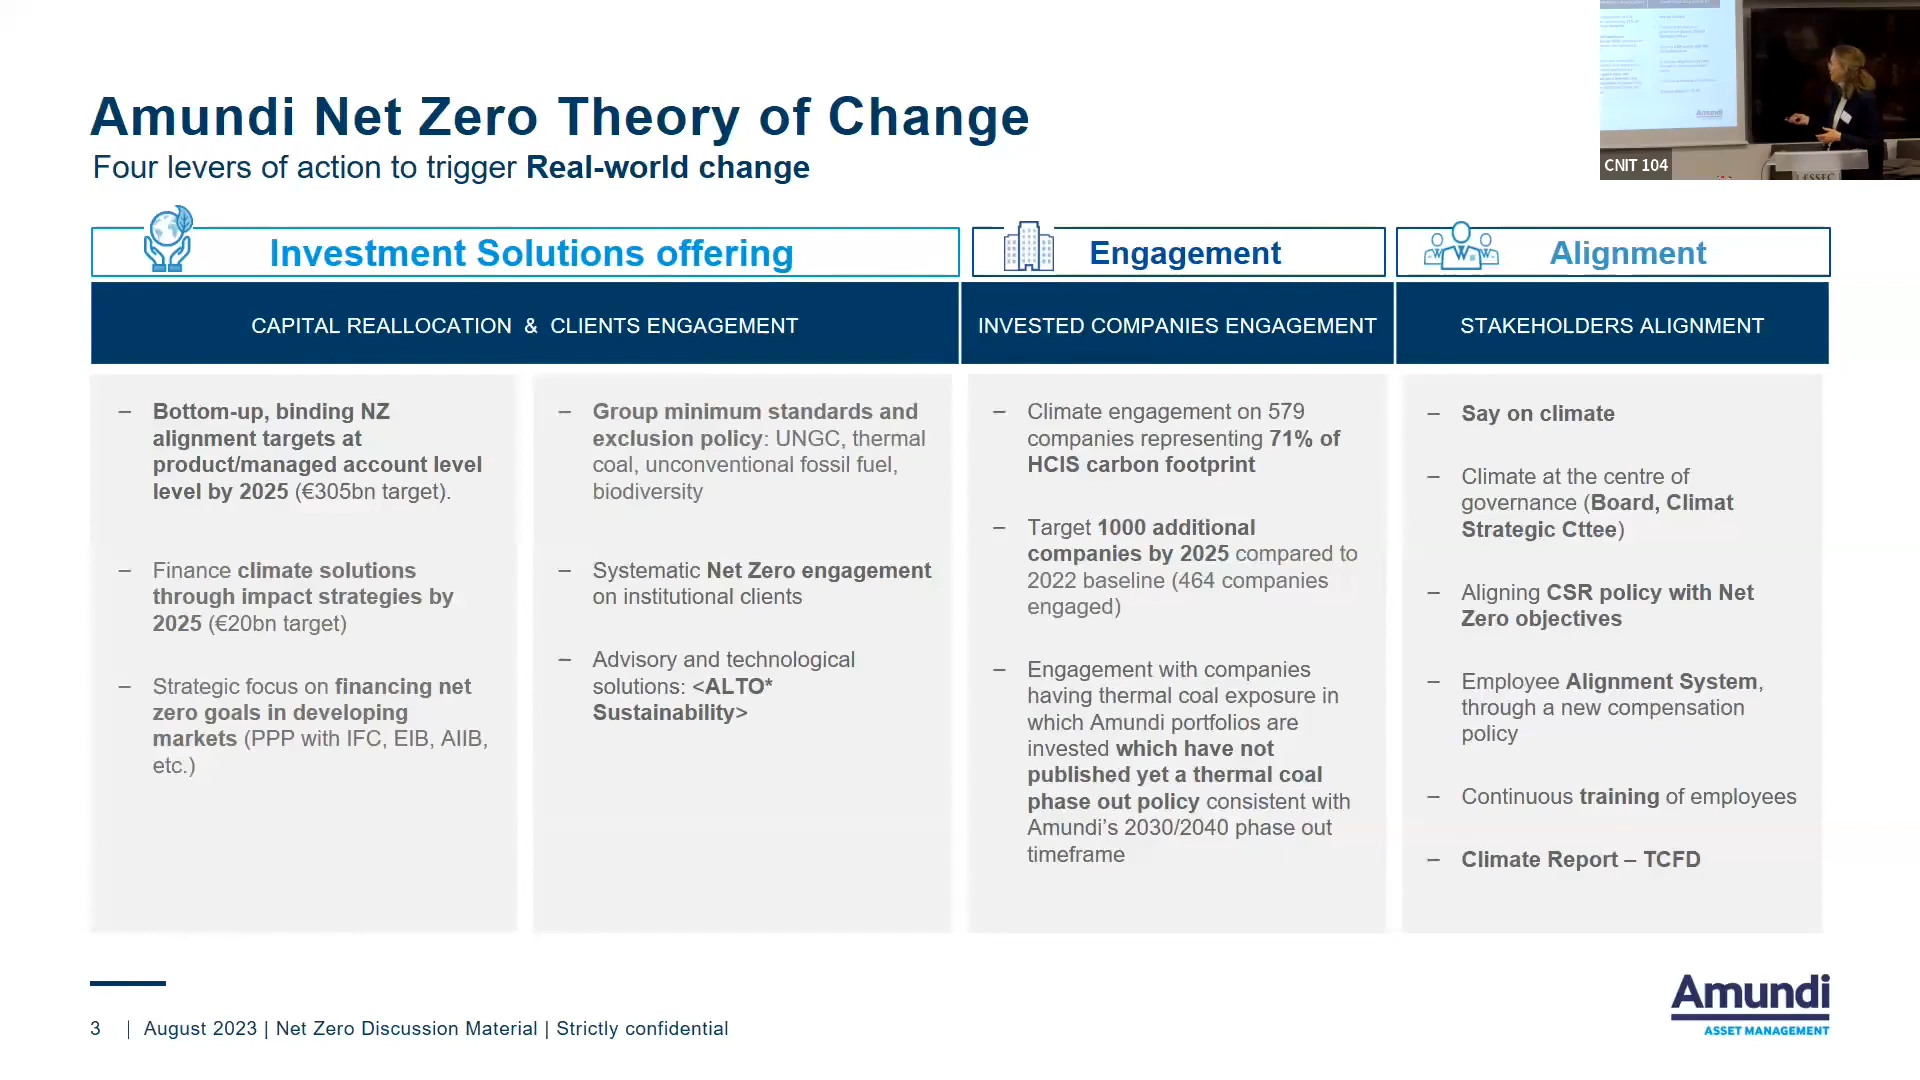 Amundi Net Zero Theory of Change
Four levers of action to trigger Real-world change
CNIT 104
ESSEC
Investment Solutions offering
Engagement
Alignment
CAPITAL REALLOCATION & CLIENTS ENGAGEMENT
INVESTED COMPANIES ENGAGEMENT
STAKEHOLDERS ALIGNMENT
– Bottom-up, binding NZ
alignment targets at
product/managed account level
level by 2025 (€305bn target).
– Finance climate solutions
through impact strategies by
2025 (€20bn target)
– Strategic focus on financing net
zero goals in developing
markets (PPP with IFC, EIB, AIIB,
etc.)
– Group minimum standards and
exclusion policy: UNGC, thermal
coal, unconventional fossil fuel,
biodiversity
– Systematic Net Zero engagement
on institutional clients
– Advisory and technological
solutions: <ALTO*
Sustainability>
– Climate engagement on 579
companies representing 71% of
HCIS carbon footprint
– Target 1000 additional
companies by 2025 compared to
2022 baseline (464 companies
engaged)
– Engagement with companies
having thermal coal exposure in
which Amundi portfolios are
invested which have not
published yet a thermal coal
phase out policy consistent with
Amundi’s 2030/2040 phase out
timeframe
– Say on climate
– Climate at the centre of
governance (Board, Climat
Strategic Cttee)
– Aligning CSR policy with Net
Zero objectives
– Employee Alignment System,
through a new compensation
policy
– Continuous training of employees
– Climate Report – TCFD
3 | August 2023 | Net Zero Discussion Material | Strictly confidential
Amundi
ASSET MANAGEMENT